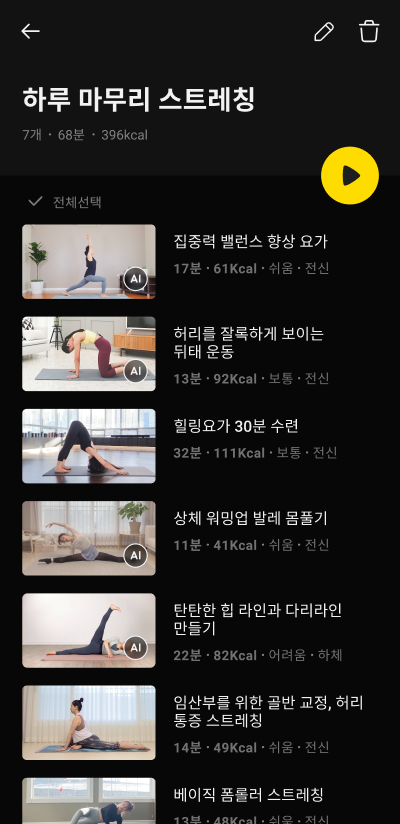 하루 마무리 스트레칭
7개 · 68분 · 396kcal
전체선택
AI
집중력 밸런스 향상 요가
17분 · 61Kcal · 쉬움 · 전신
AI
허리를 잘록하게 보이는
뒤태 운동
13분 · 92Kcal · 보통 · 전신
힐링요가 30분 수련
32분 · 111Kcal · 보통 · 전신
AI
상체 워밍업 발레 몸풀기
11분 · 41Kcal · 쉬움 · 전신
AI
탄탄한 힙 라인과 다리라인
만들기
22분 · 82Kcal · 어려움 · 하체
임산부를 위한 골반 교정, 허리
통증 스트레칭
14분 · 49Kcal · 쉬움 · 전신
베이직 폼롤러 스트레칭
13분 · 48Kcal · 쉬움 · 전신